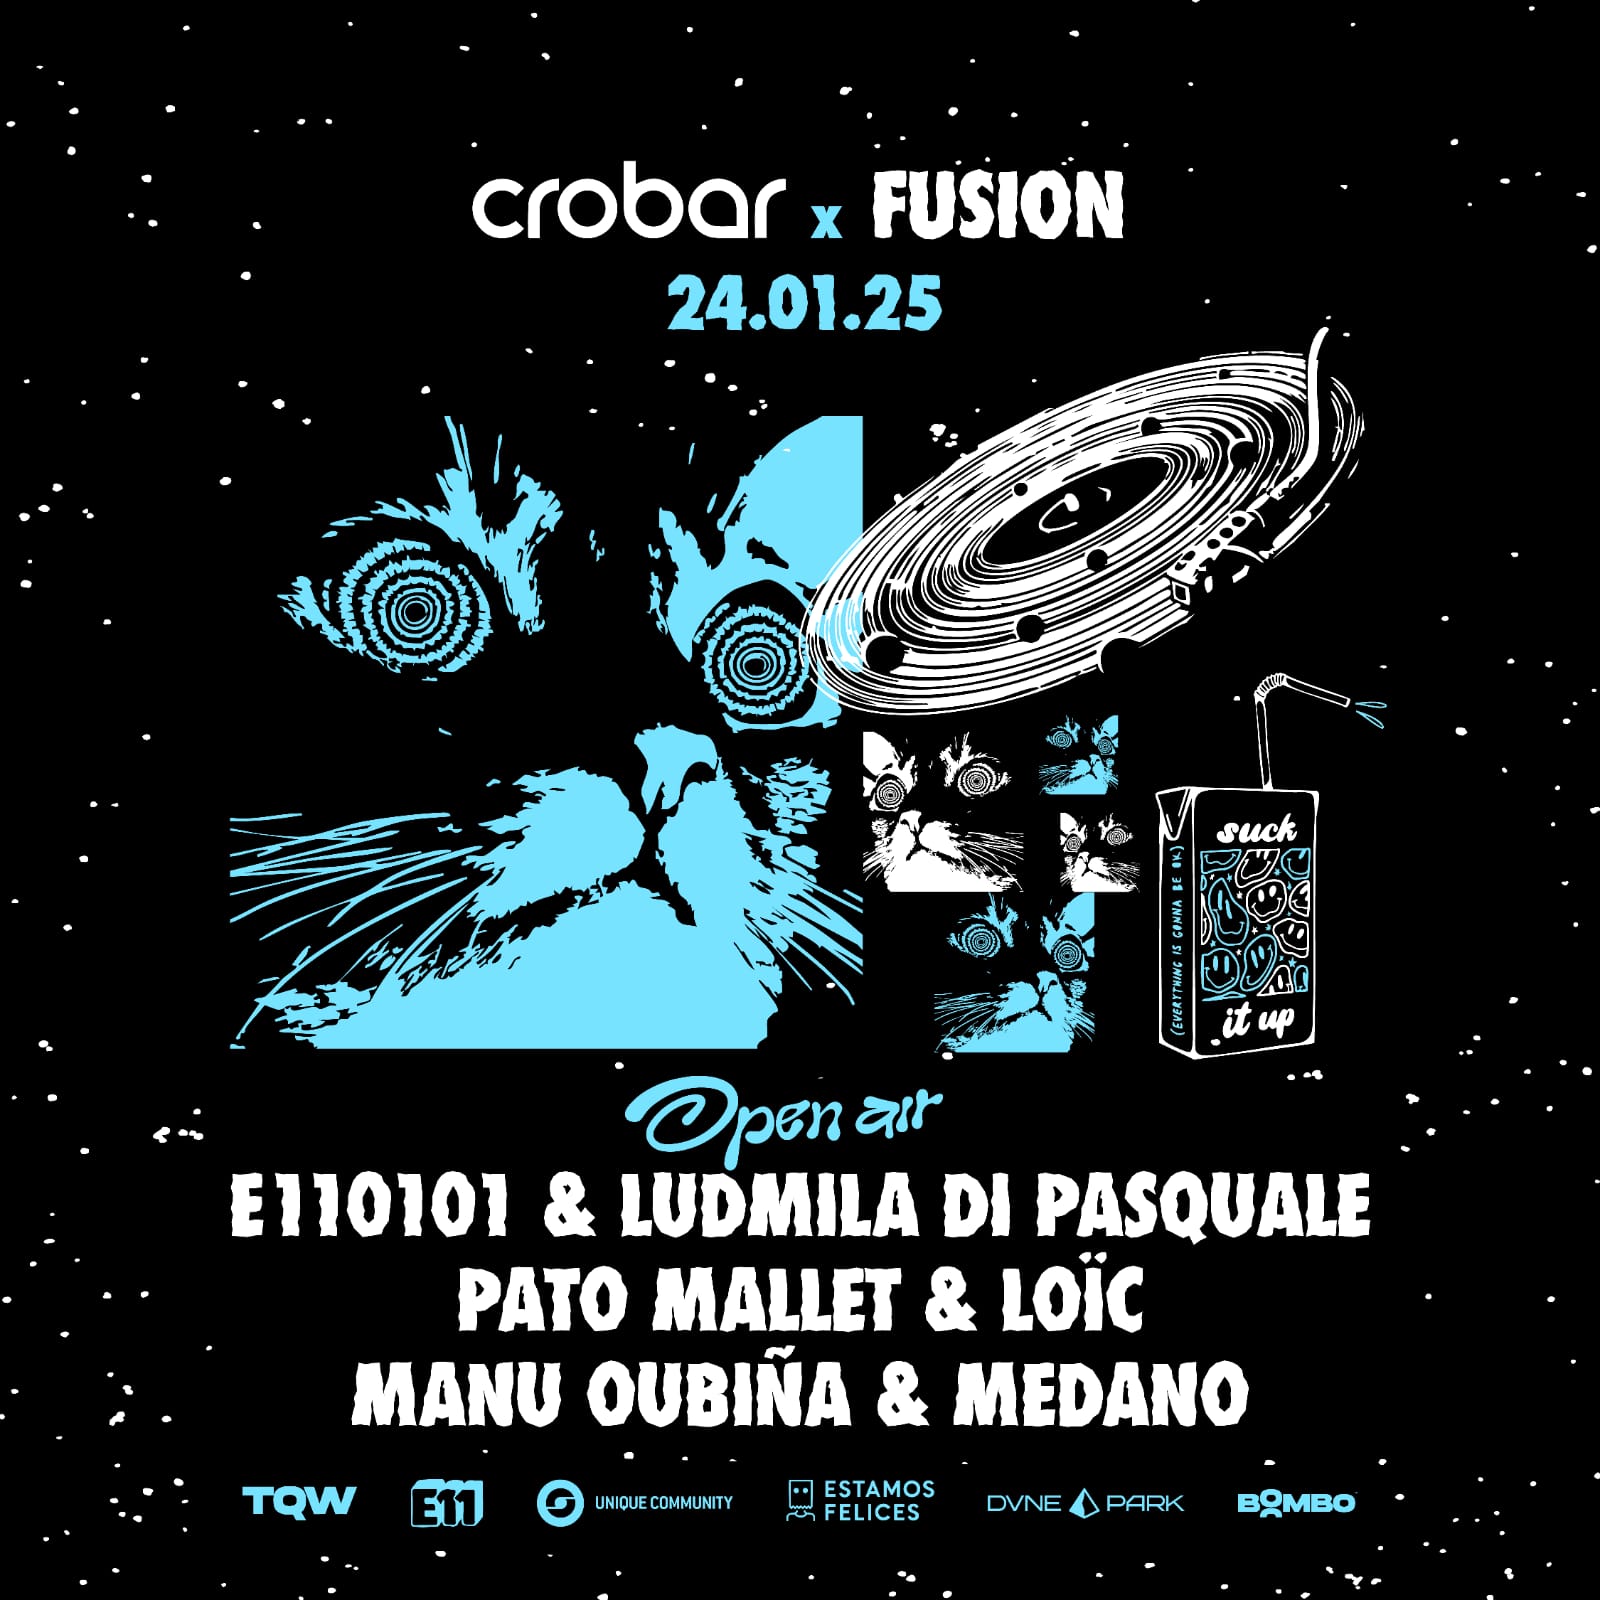 crobar x FUSION
24.01.25
suck
(EVERYTHING IS GONNA BE OK)
it up
Open air
E110101 & LUDMILA DI PASQUALE
PATO MALLET & LOÏC
MANU OUBIÑA & MEDANO
TQW
E11
UNIQUE COMMUNITY
ESTAMOS
FELICES
DVNE PARK
BOMBO